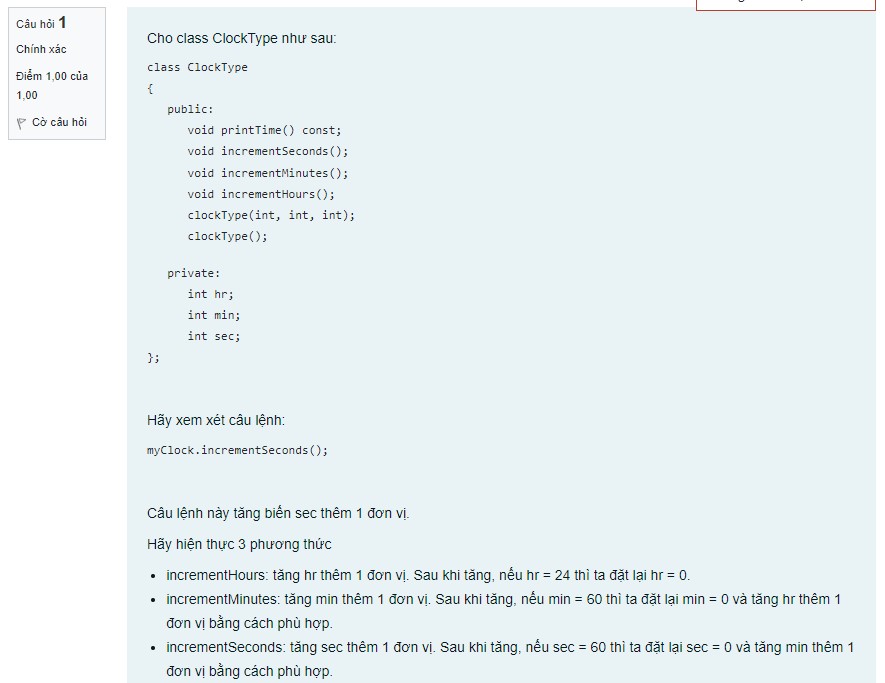 Câu hỏi 1
Chính xác
Điểm 1,00 của
1,00
Cờ câu hỏi
Cho class ClockType như sau:
class ClockType
{
public:
void printTime() const;
void incrementSeconds();
void incrementMinutes();
void incrementHours();
clockType(int, int, int);
clockType();
private:
int hr;
int min;
int sec;
};
Hãy xem xét câu lệnh:
myClock.incrementSeconds();
Câu lệnh này tăng biến sec thêm 1 đơn vị.
Hãy hiện thực 3 phương thức
• incrementHours: tăng hr thêm 1 đơn vị. Sau khi tăng, nếu hr = 24 thì ta đặt lại hr = 0.
• incrementMinutes: tăng min thêm 1 đơn vị. Sau khi tăng, nếu min = 60 thì ta đặt lại min = 0 và tăng hr thêm 1
đơn vị bằng cách phù hợp.
• incrementSeconds: tăng sec thêm 1 đơn vị. Sau khi tăng, nếu sec = 60 thì ta đặt lại sec = 0 và tăng min thêm 1
đơn vị bằng cách phù hợp.